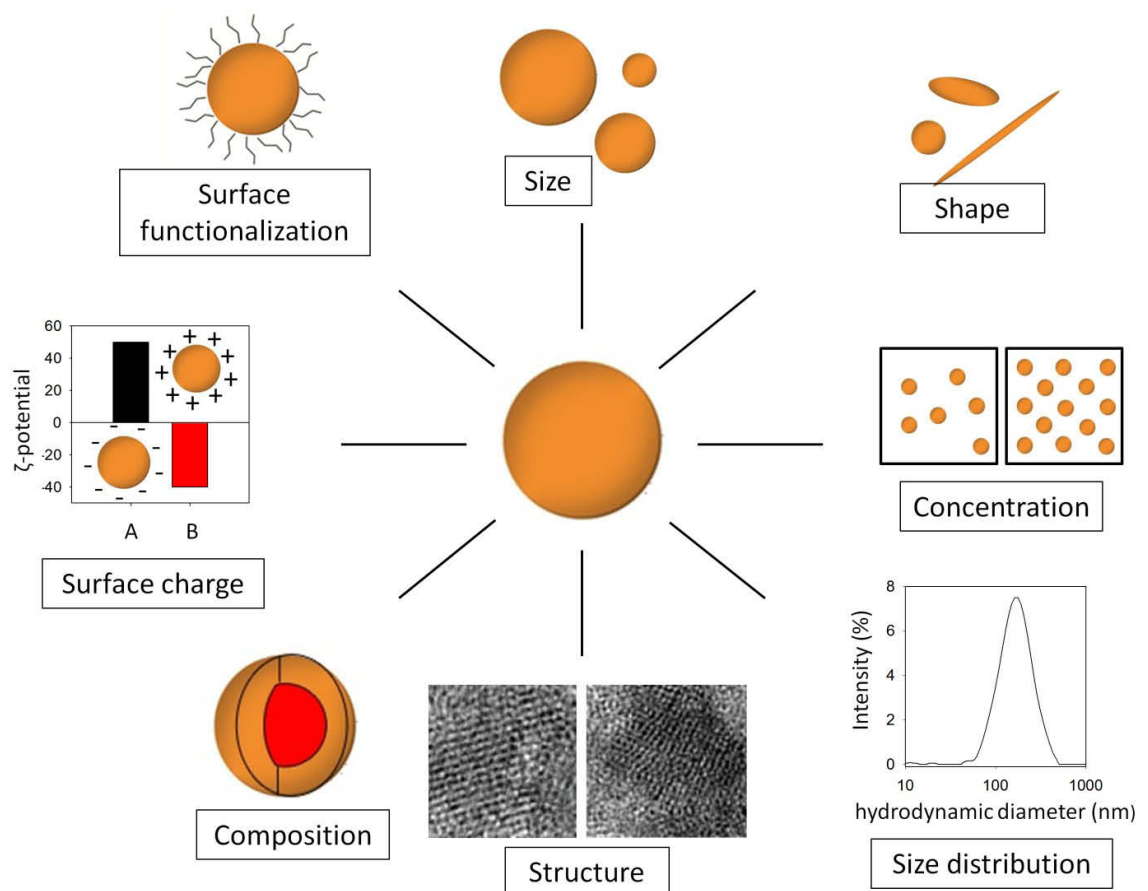 Surface
functionalization
Size
Shape
60
40
20
0
-20
-40
ζ-potential
A B
Surface charge
Concentration
8
6
4
2
0
Intensity (%)
10 100 1000
hydrodynamic diameter (nm)
Size distribution
Composition
Structure